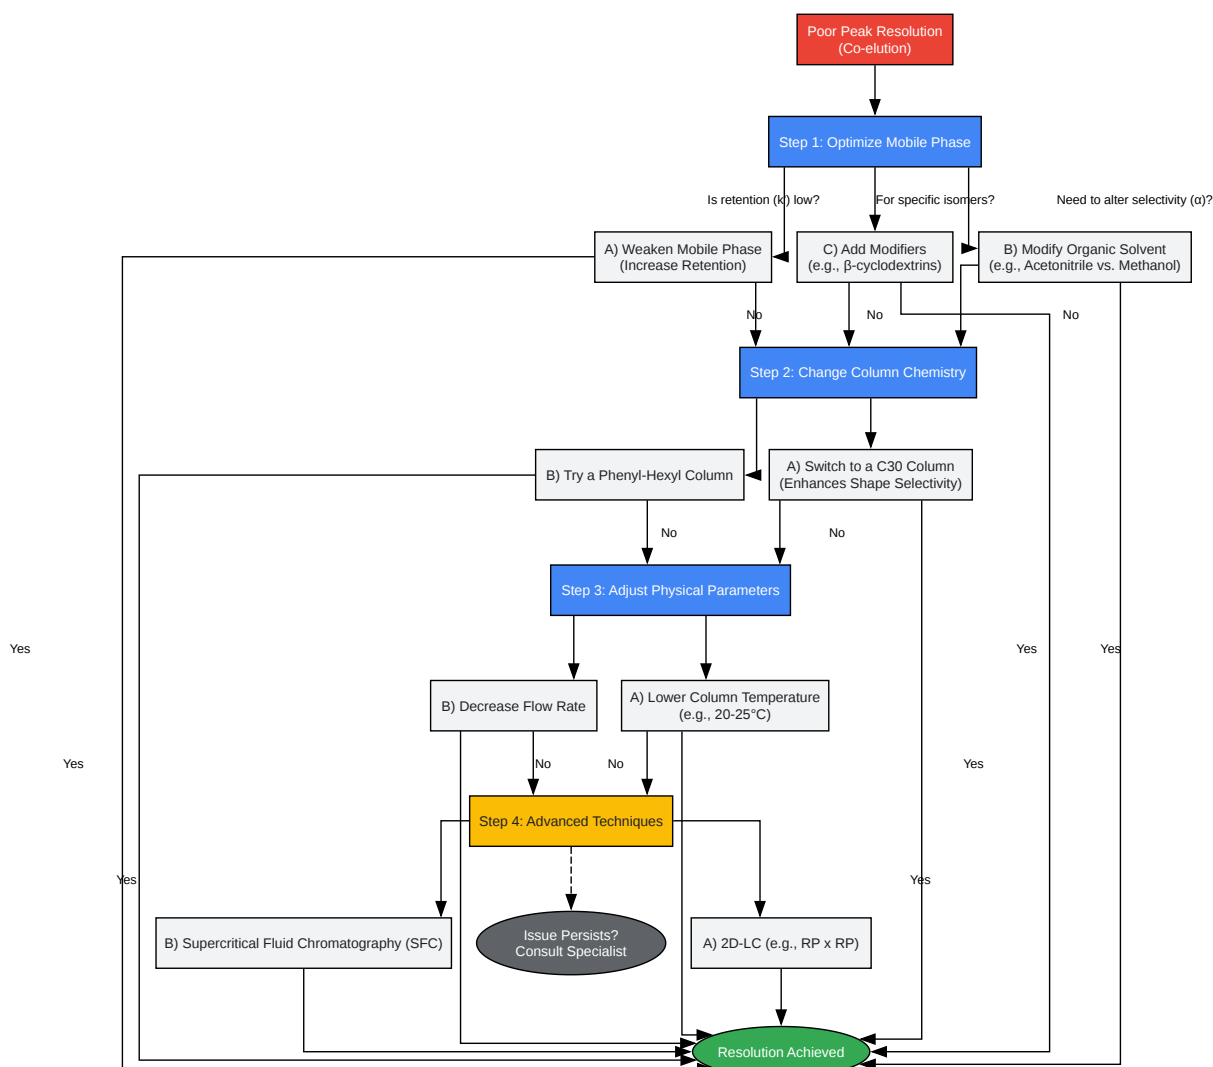 Poor Peak Resolution
(Co-elution)
Step 1: Optimize Mobile Phase
Is retention (k') low?
For specific isomers?
Need to alter selectivity (α)?
A) Weaken Mobile Phase
(Increase Retention)
C) Add Modifiers
(e.g., β-cyclodextrins)
B) Modify Organic Solvent
(e.g., Acetonitrile vs. Methanol)
No
No
No
Step 2: Change Column Chemistry
B) Try a Phenyl-Hexyl Column
A) Switch to a C30 Column
(Enhances Shape Selectivity)
No
No
Step 3: Adjust Physical Parameters
Yes
Yes
Yes
B) Decrease Flow Rate
A) Lower Column Temperature
(e.g., 20-25°C)
Yes
No
No
Yes
Step 4: Advanced Techniques
Yes
Yes
B) Supercritical Fluid Chromatography (SFC)
Issue Persists?
Consult Specialist
A) 2D-LC (e.g., RP x RP)
Resolution Achieved